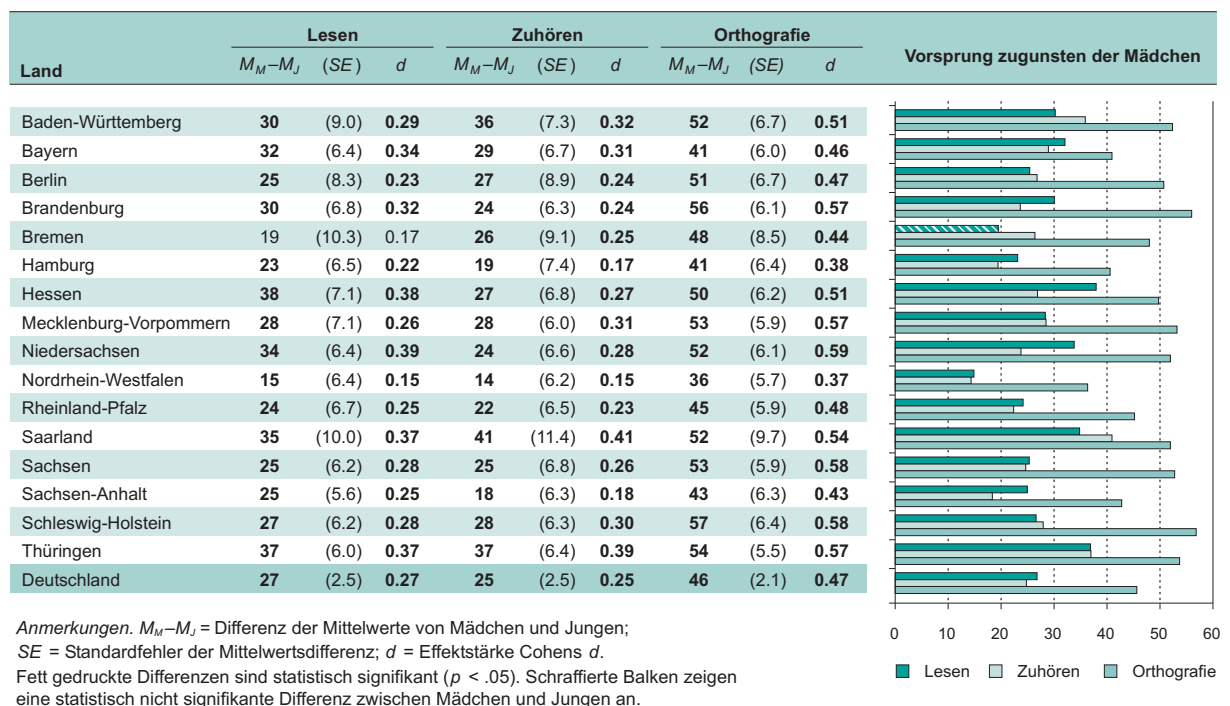 Lesen Zuhören Orthografie Vorsprung zugunsten der Mädchen
Land M_M–M_J (SE) d M_M–M_J (SE) d M_M–M_J (SE) d
Baden-Württemberg 30 (9.0) 0.29 36 (7.3) 0.32 52 (6.7) 0.51
Bayern 32 (6.4) 0.34 29 (6.7) 0.31 41 (6.0) 0.46
Berlin 25 (8.3) 0.23 27 (8.9) 0.24 51 (6.7) 0.47
Brandenburg 30 (6.8) 0.32 24 (6.3) 0.24 56 (6.1) 0.57
Bremen 19 (10.3) 0.17 26 (9.1) 0.25 48 (8.5) 0.44
Hamburg 23 (6.5) 0.22 19 (7.4) 0.17 41 (6.4) 0.38
Hessen 38 (7.1) 0.38 27 (6.8) 0.27 50 (6.2) 0.51
Mecklenburg-Vorpommern 28 (7.1) 0.26 28 (6.0) 0.31 53 (5.9) 0.57
Niedersachsen 34 (6.4) 0.39 24 (6.6) 0.28 52 (6.1) 0.59
Nordrhein-Westfalen 15 (6.4) 0.15 14 (6.2) 0.15 36 (5.7) 0.37
Rheinland-Pfalz 24 (6.7) 0.25 22 (6.5) 0.23 45 (5.9) 0.48
Saarland 35 (10.0) 0.37 41 (11.4) 0.41 52 (9.7) 0.54
Sachsen 25 (6.2) 0.28 25 (6.8) 0.26 53 (5.9) 0.58
Sachsen-Anhalt 25 (5.6) 0.25 18 (6.3) 0.18 43 (6.3) 0.43
Schleswig-Holstein 27 (6.2) 0.28 28 (6.3) 0.30 57 (6.4) 0.58
Thüringen 37 (6.0) 0.37 37 (6.4) 0.39 54 (5.5) 0.57
Deutschland 27 (2.5) 0.27 25 (2.5) 0.25 46 (2.1) 0.47
0 10 20 30 40 50 60
Lesen Zuhören Orthografie
Anmerkungen. M_M–M_J = Differenz der Mittelwerte von Mädchen und Jungen;
SE = Standardfehler der Mittelwertsdifferenz; d = Effektstärke Cohens d.
Fett gedruckte Differenzen sind statistisch signifikant (p < .05). Schraffierte Balken zeigen
eine statistisch nicht signifikante Differenz zwischen Mädchen und Jungen an.